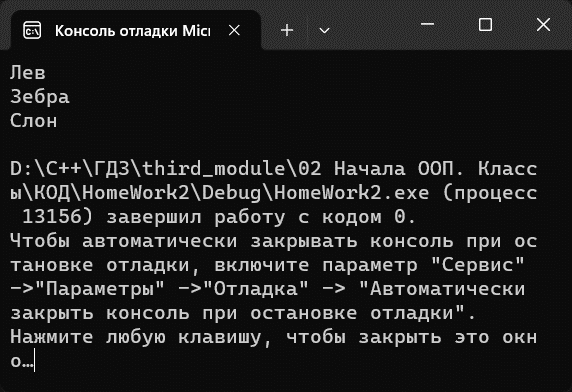 Консоль отладки Micr
Лев
Зебра
Слон
D:\C++\ГДЗ\third_module\02 Начала ООП. Класс
ы\КОД\HomeWork2\Debug\HomeWork2.exe (процесс
13156) завершил работу с кодом 0.
Чтобы автоматически закрывать консоль при ос
тановке отладки, включите параметр "Сервис"
->"Параметры" ->"Отладка" -> "Автоматически
закрыть консоль при остановке отладки".
Нажмите любую клавишу, чтобы закрыть это окн
о…